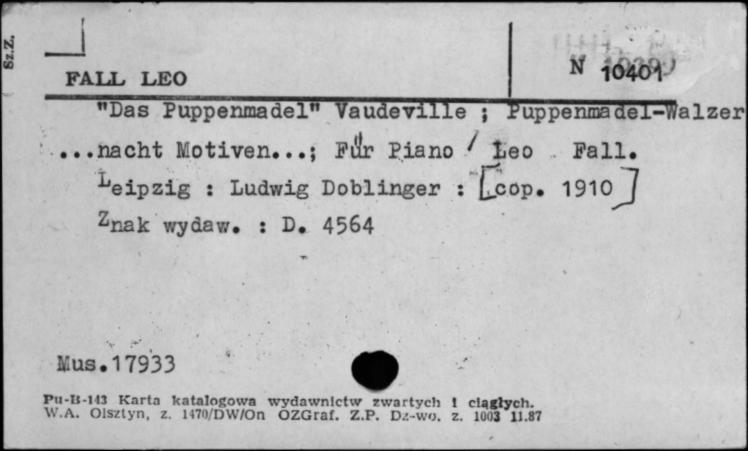 Sz.Z.
FALL LEO
N 10401
"Das Puppenmadel" Vaudeville ; Puppenmadel-Walzer
...nacht Motiven...; Für Piano / Leo Fall.
Leipzig : Ludwig Doblinger : [cop. 1910]
Znak wydaw. : D. 4564
Mus.17933
Pu-B-143 Karta katalogowa wydawnictw zwartych i ciągłych.
W.A. Olsztyn, z. 1470/DW/On OZGraf. Z.P. Dz-wo. z. 1003 11.87